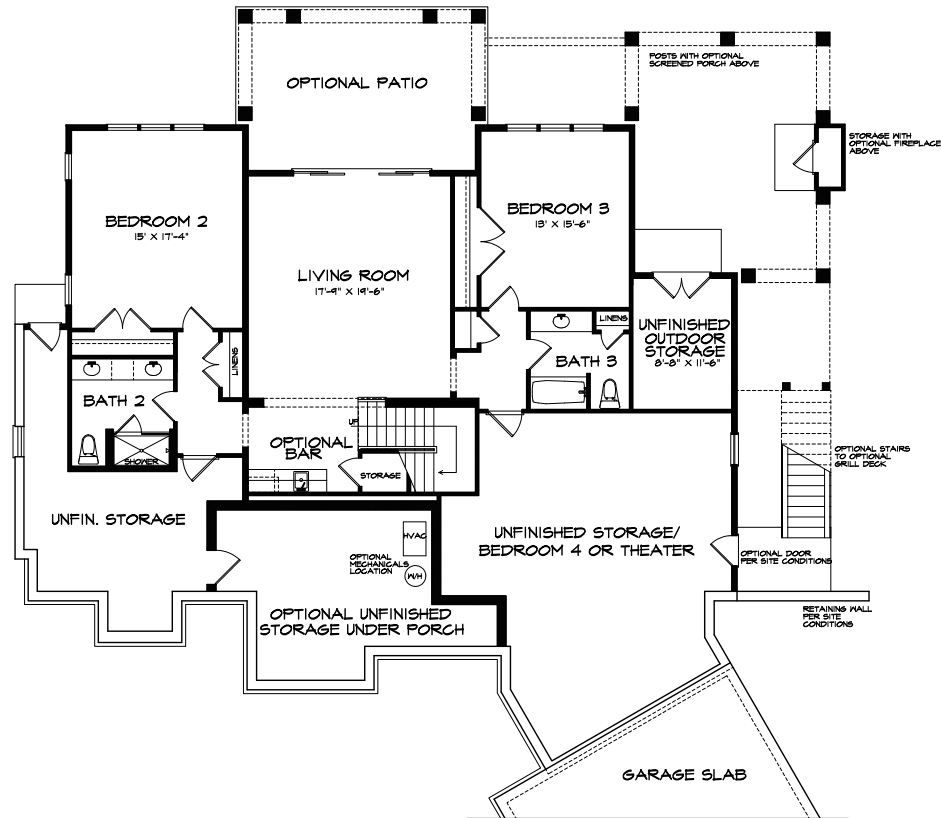 OPTIONAL PATIO
POSTS WITH OPTIONAL
SCREENED PORCH ABOVE
STORAGE WITH
OPTIONAL FIREPLACE
ABOVE
BEDROOM 2
15' X 17'-4"
BEDROOM 3
13' X 15'-6"
LIVING ROOM
17'-9" X 19'-6"
LINENS
UNFINISHED
OUTDOOR
STORAGE
8'-8" X 11'-6"
LINENS
BATH 3
BATH 2
UP
OPTIONAL
BAR
STORAGE
SHOWER
OPTIONAL STAIRS
TO OPTIONAL
GRILL DECK
UNFIN. STORAGE
UNFINISHED STORAGE/
BEDROOM 4 OR THEATER
HVAC
OPTIONAL
MECHANICALS
LOCATION
W/H
OPTIONAL DOOR
PER SITE CONDITIONS
OPTIONAL UNFINISHED
STORAGE UNDER PORCH
RETAINING WALL
PER SITE
CONDITIONS
GARAGE SLAB